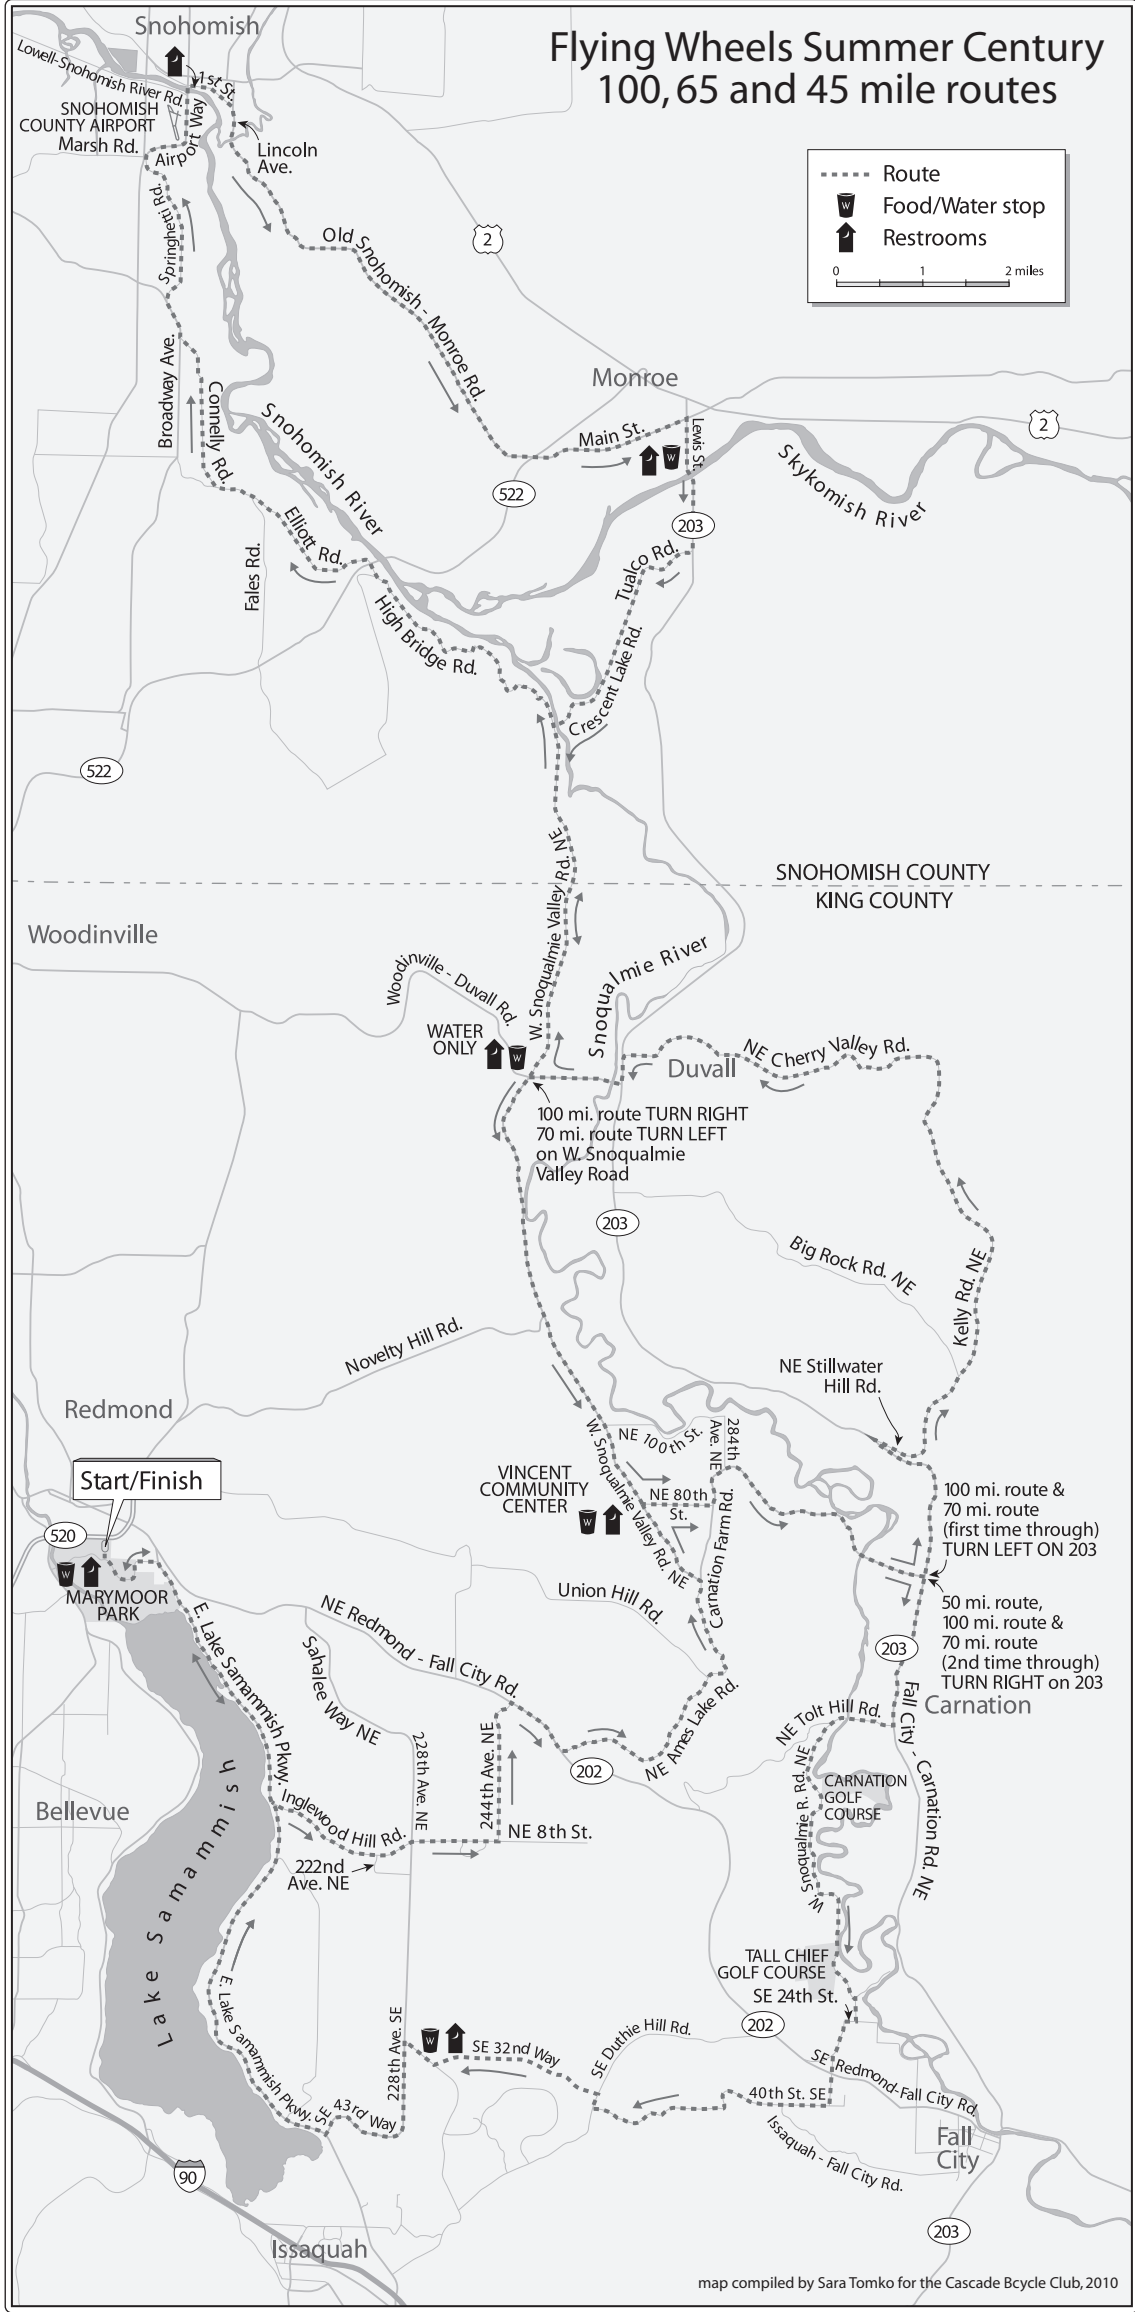 Flying Wheels Summer Century
100, 65 and 45 mile routes
Route
W
Food/Water stop
Restrooms
0
1
2 miles
Snohomish
Lowell-Snohomish River Rd.
1st St.
SNOHOMISH
COUNTY AIRPORT
Marsh Rd.
Airport Way
Lincoln
Ave.
Springhetti Rd.
2
Old Snohomish - Monroe Rd.
Broadway Ave.
Connelly Rd.
Monroe
Main St.
Lewis St.
W
2
Snohomish River
Skykomish River
522
203
Elliott Rd.
Fales Rd.
Tualco Rd.
High Bridge Rd.
Crescent Lake Rd.
522
W. Snoqualmie Valley Rd. NE
SNOHOMISH COUNTY
KING COUNTY
Woodinville
Woodinville - Duvall Rd.
Snoqualmie River
WATER
ONLY
W
Duvall
NE Cherry Valley Rd.
100 mi. route TURN RIGHT
70 mi. route TURN LEFT
on W. Snoqualmie
Valley Road
203
Big Rock Rd. NE
Kelly Rd. NE
Novelty Hill Rd.
NE Stillwater
Hill Rd.
Redmond
Start/Finish
520
W
MARYMOOR
PARK
NE 100th St.
284th
Ave. NE
W. Snoqualmie Valley Rd. NE
VINCENT
COMMUNITY
CENTER
W
NE 80th
St.
Carnation Farm Rd.
100 mi. route &
70 mi. route
(first time through)
TURN LEFT ON 203
50 mi. route,
100 mi. route &
70 mi. route
(2nd time through)
TURN RIGHT on 203
Union Hill Rd.
203
Carnation
E. Lake Samammish Pkwy.
NE Redmond - Fall City Rd.
Sahalee Way NE
NE Ames Lake Rd.
NE Tolt Hill Rd.
Fall City - Carnation Rd. NE
228th Ave. NE
244th Ave. NE
202
W. Snoqualmie R. Rd. NE
CARNATION
GOLF
COURSE
Bellevue
Lake Samammish
Inglewood Hill Rd.
NE 8th St.
222nd
Ave. NE
TALL CHIEF
GOLF COURSE
SE 24th St.
E. Lake Samammish Pkwy. SE
228th Ave. SE
W
SE 32nd Way
SE Duthie Hill Rd.
202
SE Redmond-Fall City Rd.
43rd Way
40th St. SE
Issaquah - Fall City Rd.
Fall
City
90
Issaquah
203
map compiled by Sara Tomko for the Cascade Bcycle Club, 2010